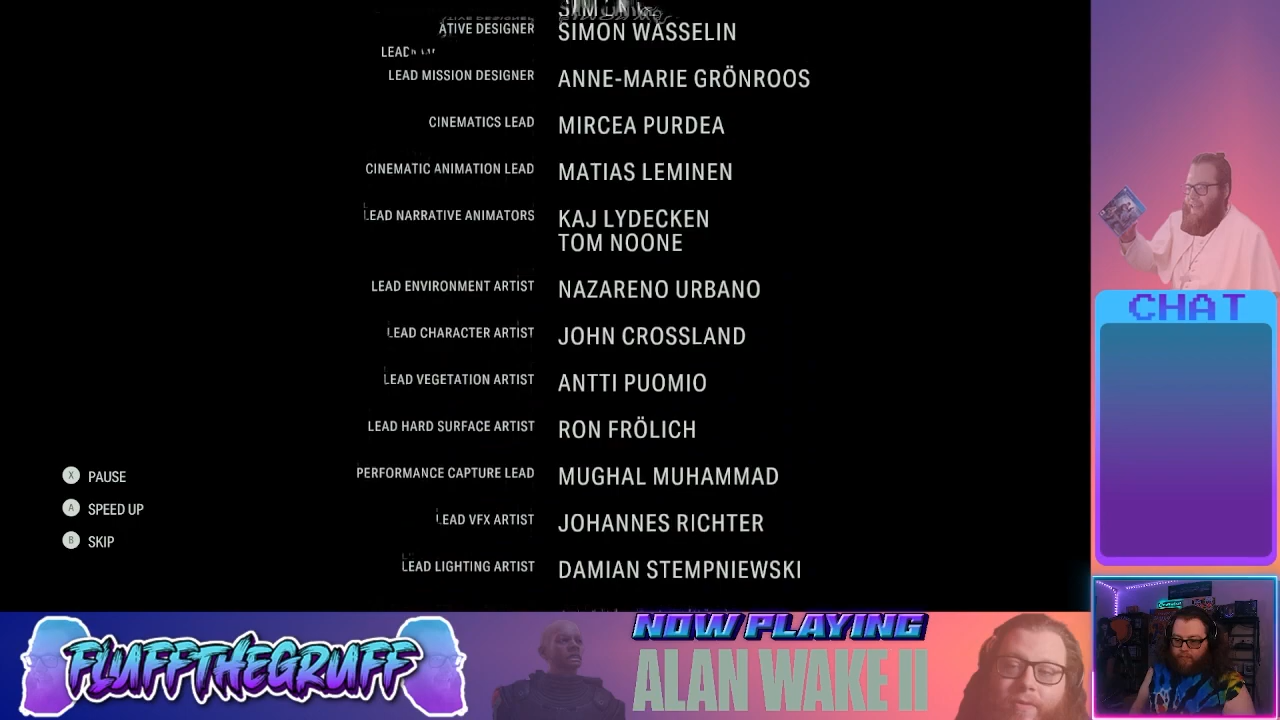 ATIVE DESIGNER SIMON WASSELIN
LEAD
LEAD MISSION DESIGNER ANNE-MARIE GRÖNROOS
CINEMATICS LEAD MIRCEA PURDEA
CINEMATIC ANIMATION LEAD MATIAS LEMINEN
LEAD NARRATIVE ANIMATORS KAJ LYDECKEN
TOM NOONE
LEAD ENVIRONMENT ARTIST NAZARENO URBANO
LEAD CHARACTER ARTIST JOHN CROSSLAND
LEAD VEGETATION ARTIST ANTTI PUOMIO
LEAD HARD SURFACE ARTIST RON FRÖLICH
PERFORMANCE CAPTURE LEAD MUGHAL MUHAMMAD
LEAD VFX ARTIST JOHANNES RICHTER
LEAD LIGHTING ARTIST DAMIAN STEMPNIEWSKI
X PAUSE
A SPEED UP
B SKIP
CHAT
FLUFFTHEGRUFF
NOW PLAYING
ALAN WAKE II